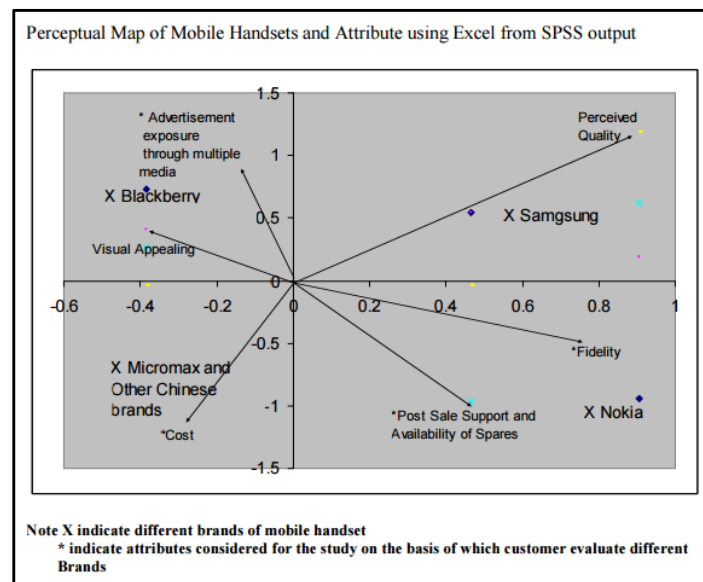 Perceptual Map of Mobile Handsets and Attribute using Excel from SPSS output
1.5
* Advertisement
exposure
through multiple
media
Perceived
Quality
1
X Blackberry
0.5
X Samgsung
Visual Appealing
0
-0.6
-0.4
-0.2
0
0.2
0.4
0.6
0.8
1
-0.5
*Fidelity
X Micromax and
Other Chinese
brands
*Cost
-1
*Post Sale Support and
Availability of Spares
X Nokia
-1.5
Note X indicate different brands of mobile handset
* indicate attributes considered for the study on the basis of which customer evaluate different
Brands